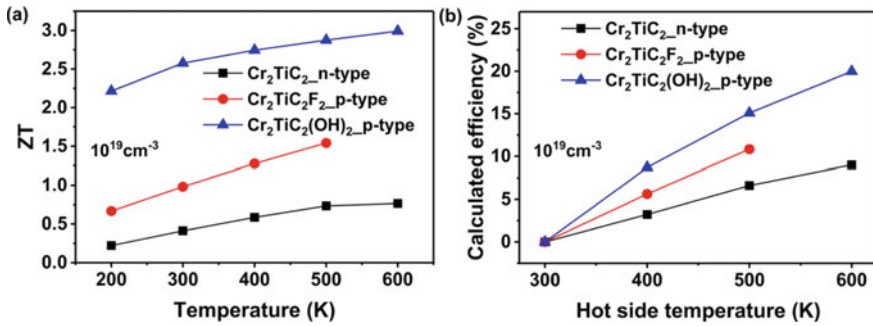 (a)
3.0
2.5
2.0
1.5
1.0
0.5
0.0
ZT
Cr₂TiC₂_n-type
Cr₂TiC₂F₂_p-type
Cr₂TiC₂(OH)₂_p-type
10¹⁹cm-³
200 300 400 500 600
Temperature (K)
(b)
25
20
15
10
5
0
Calculated efficiency (%)
Cr₂TiC₂_n-type
Cr₂TiC₂F₂_p-type
Cr₂TiC₂(OH)₂_p-type
10¹⁹cm-³
300 400 500 600
Hot side temperature (K)